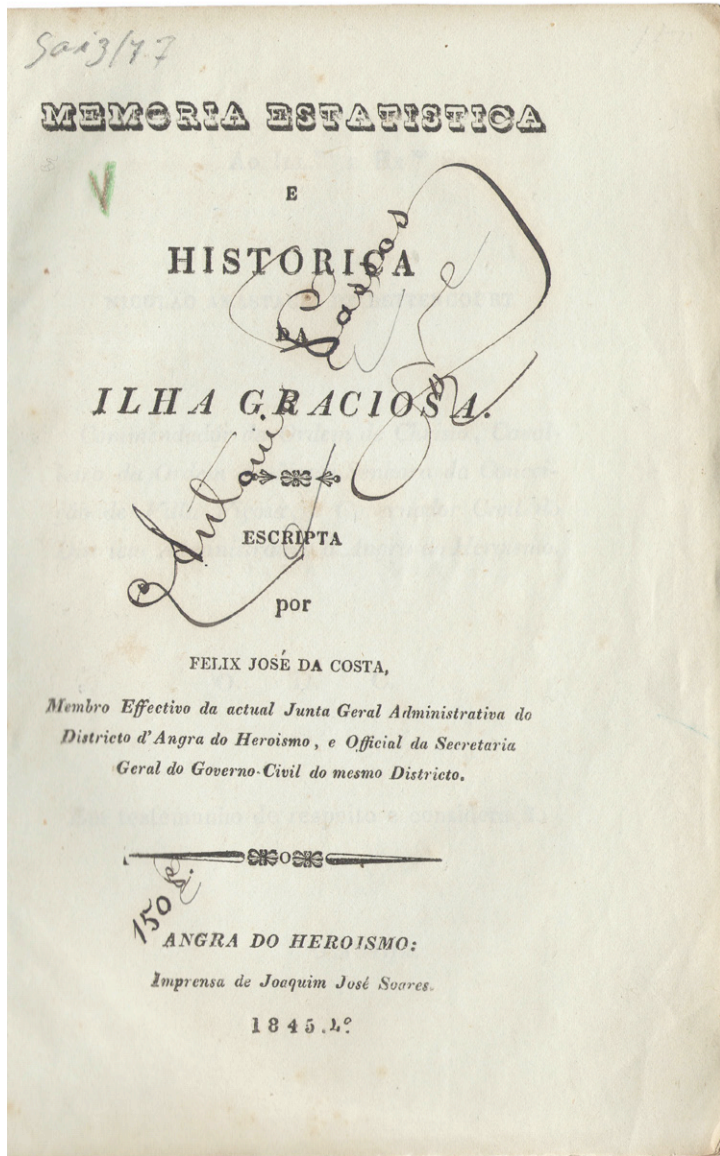 MEMORIA ESTATISTICA
E
HISTORICA
DA
ILHA GRACIOSA.
ESCRIPTA
por
FELIX JOSÉ DA COSTA,
Membro Effectivo da actual Junta Geral Administrativa do
Districto d'Angra do Heroismo, e Official da Secretaria
Geral do Governo-Civil do mesmo Districto.
150
ANGRA DO HEROISMO:
Imprensa de Joaquim José Soares.
1845.
Antonio